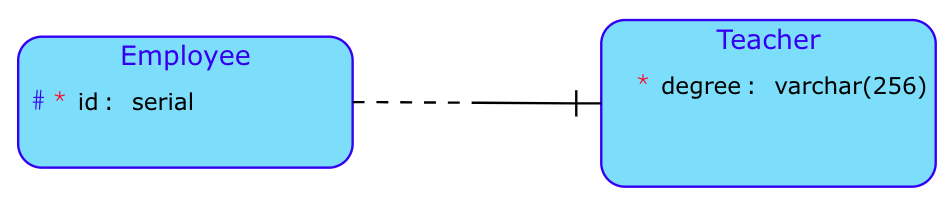 Employee
# * id : serial
Teacher
* degree : varchar(256)